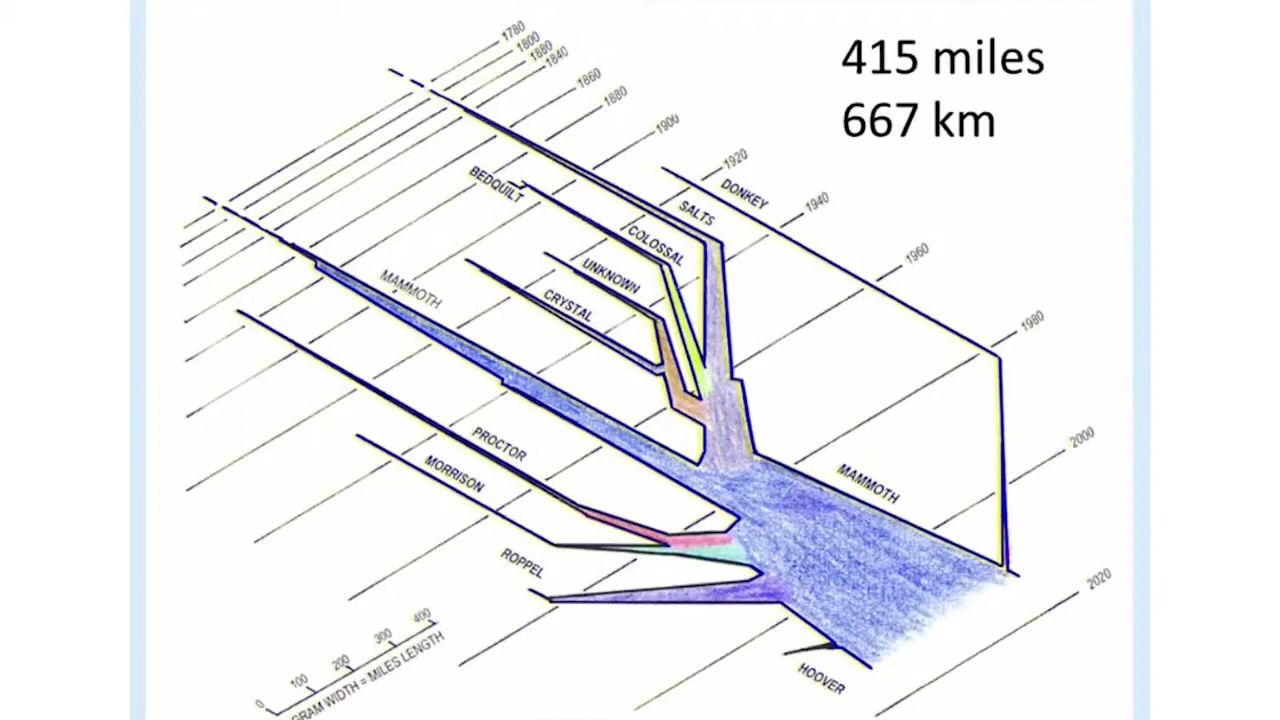 415 miles
667 km
1780
1800
1880
1840
1860
1880
1900
1920
1940
1960
1980
2000
2020
DONKEY
SALTS
BEDQUILT
COLOSSAL
UNKNOWN
CRYSTAL
MAMMOTH
PROCTOR
MORRISON
ROPPEL
MAMMOTH
HOOVER
0 100 200 300 400
GRAM WIDTH = MILES LENGTH